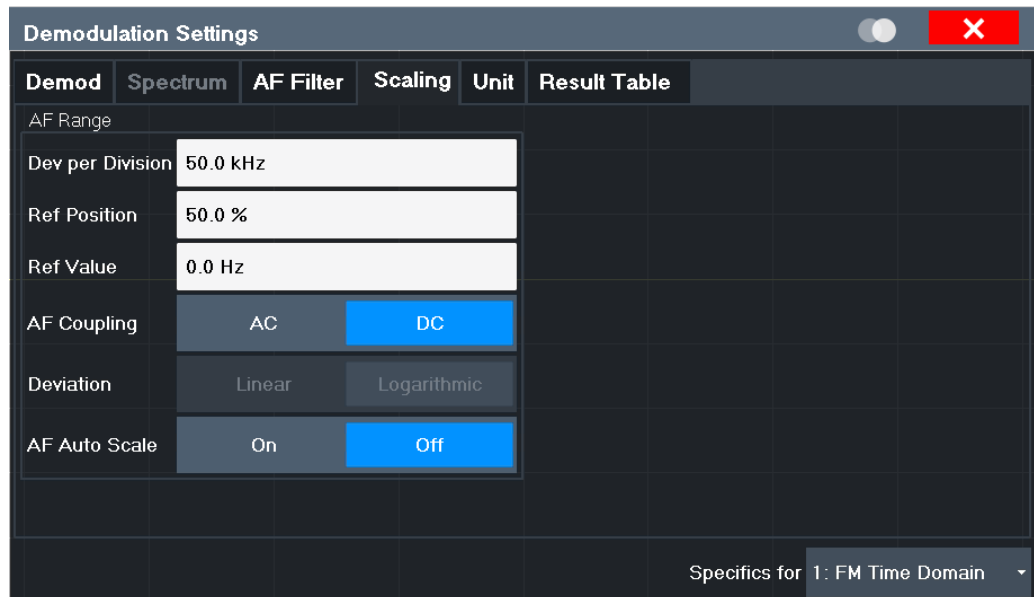 Demodulation Settings
Demod Spectrum AF Filter Scaling Unit Result Table
AF Range
Dev per Division 50.0 kHz
Ref Position 50.0 %
Ref Value 0.0 Hz
AF Coupling AC DC
Deviation Linear Logarithmic
AF Auto Scale On Off
Specifics for 1: FM Time Domain